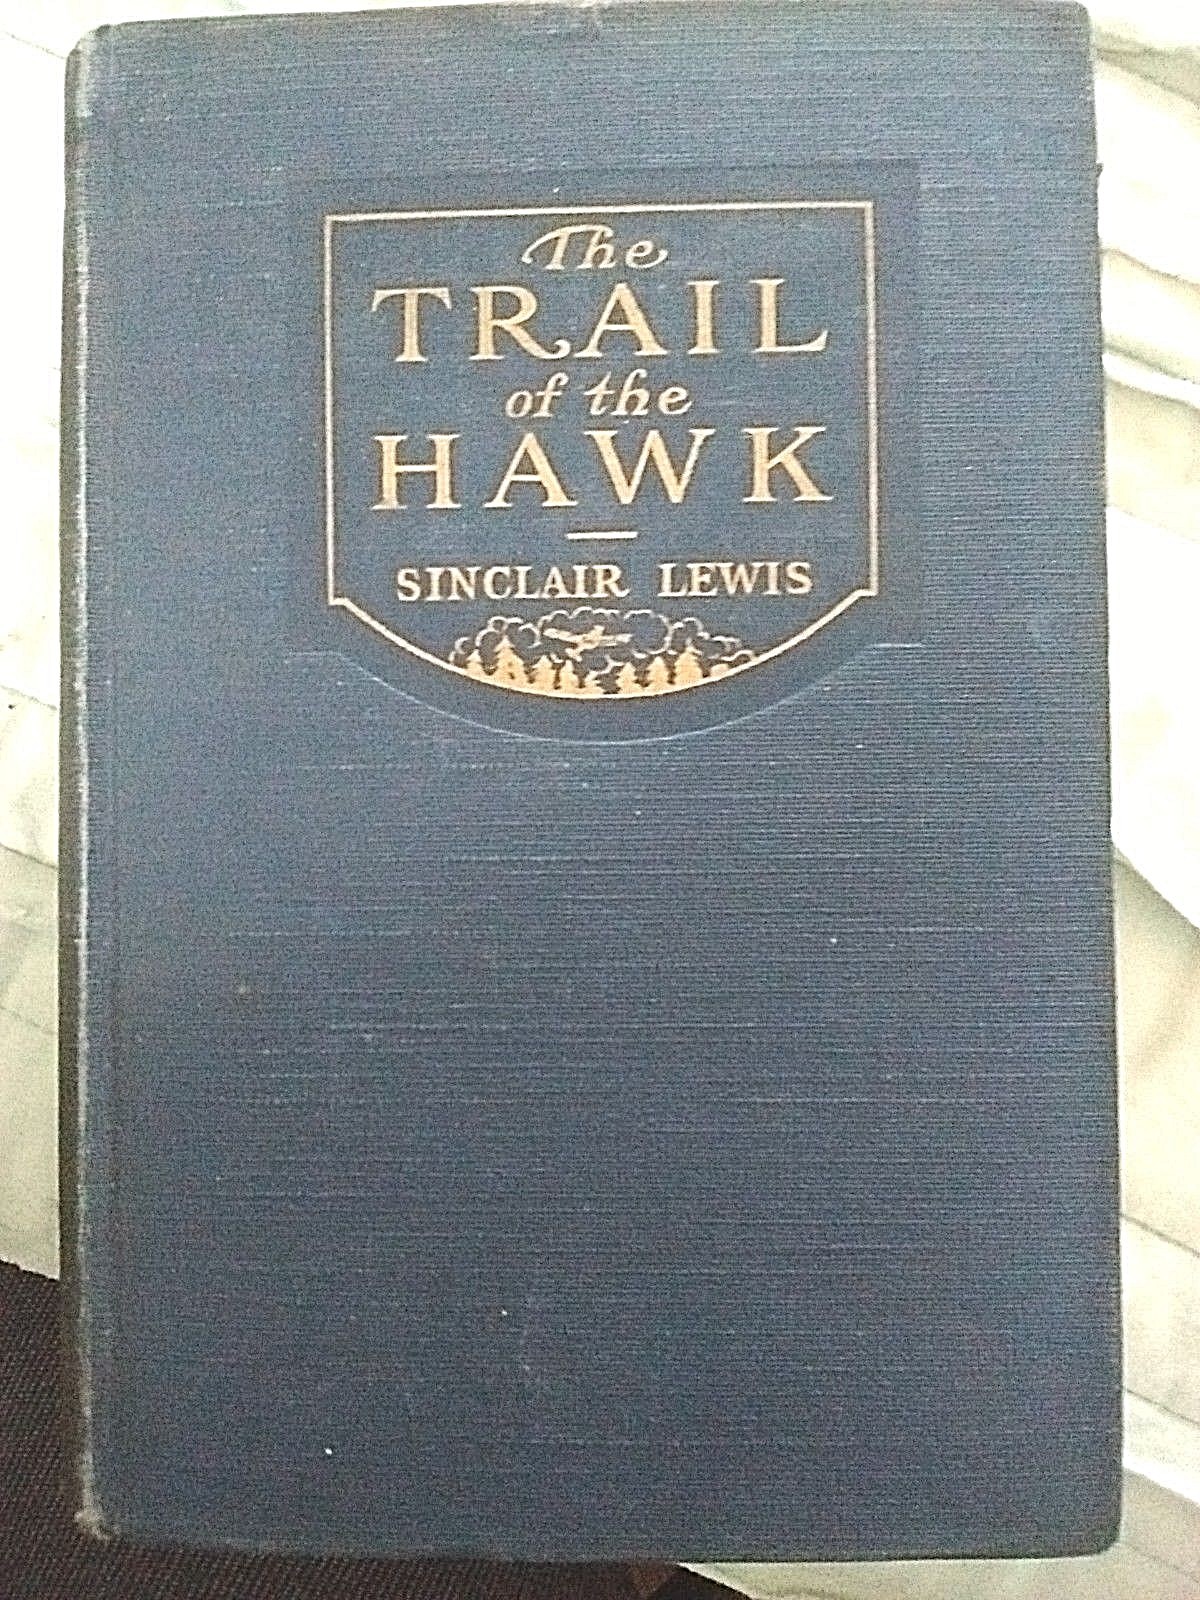 The
TRAIL
of the
HAWK
SINCLAIR LEWIS